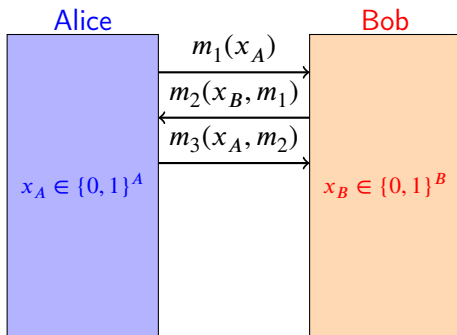 Alice Bob
m₁(x_A)
m₂(x_B, m₁)
m₃(x_A, m₂)
x_A ∈ {0, 1}^A x_B ∈ {0, 1}^B